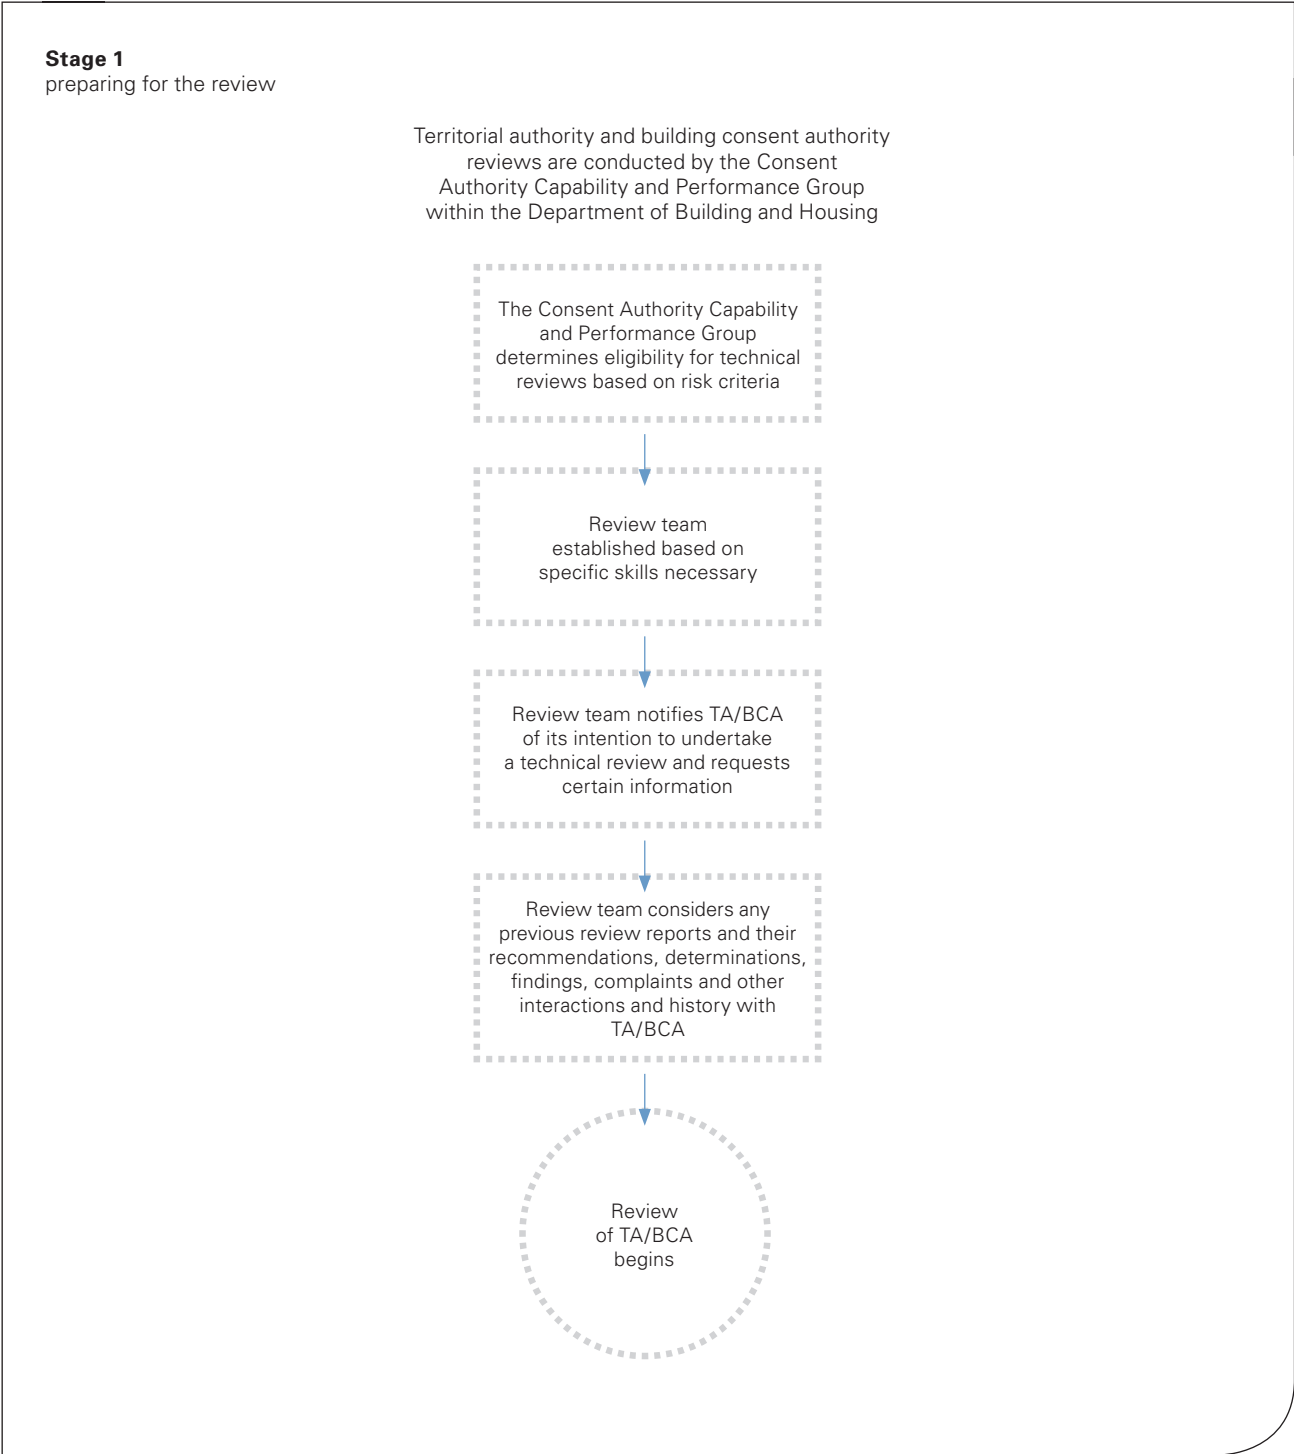 Stage 1
preparing for the review
Territorial authority and building consent authority
reviews are conducted by the Consent
Authority Capability and Performance Group
within the Department of Building and Housing
The Consent Authority Capability
and Performance Group
determines eligibility for technical
reviews based on risk criteria
Review team
established based on
specific skills necessary
Review team notifies TA/BCA
of its intention to undertake
a technical review and requests
certain information
Review team considers any
previous review reports and their
recommendations, determinations,
findings, complaints and other
interactions and history with
TA/BCA
Review
of TA/BCA
begins